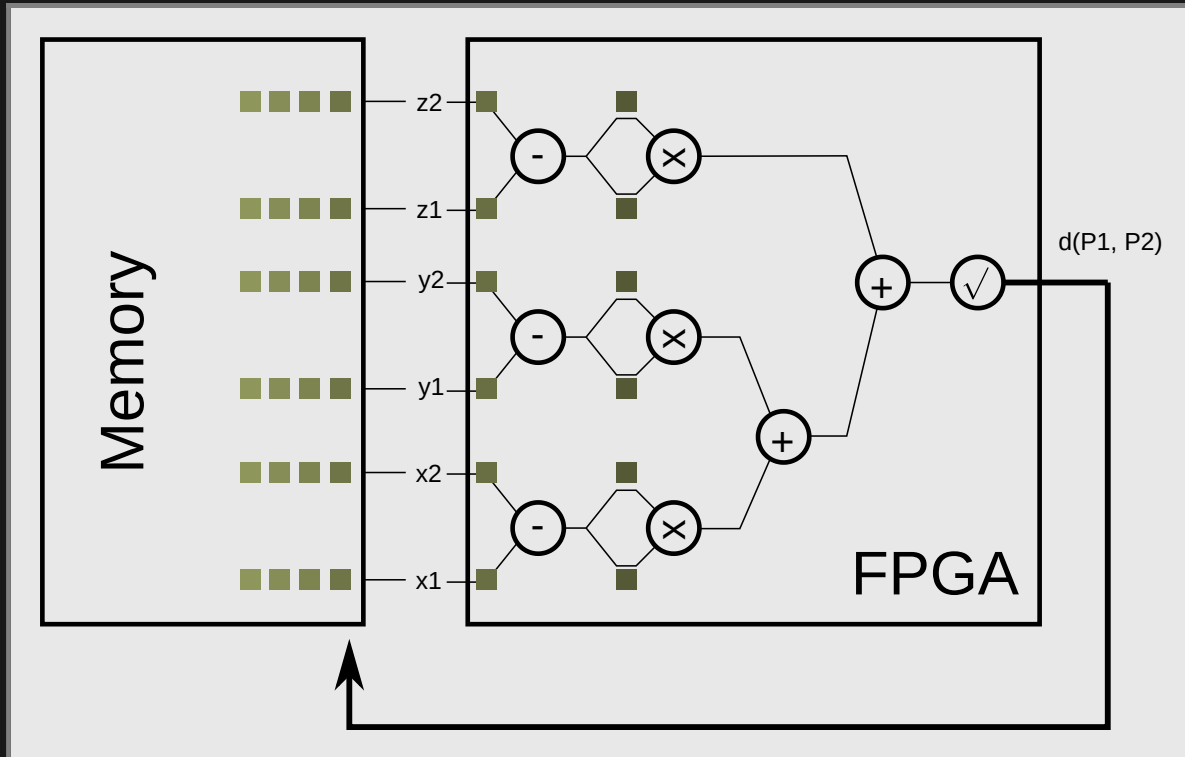 z2
-
x
z1
d(P1, P2)
y2
+
√
-
x
Memory
y1
+
x2
-
x
FPGA
x1